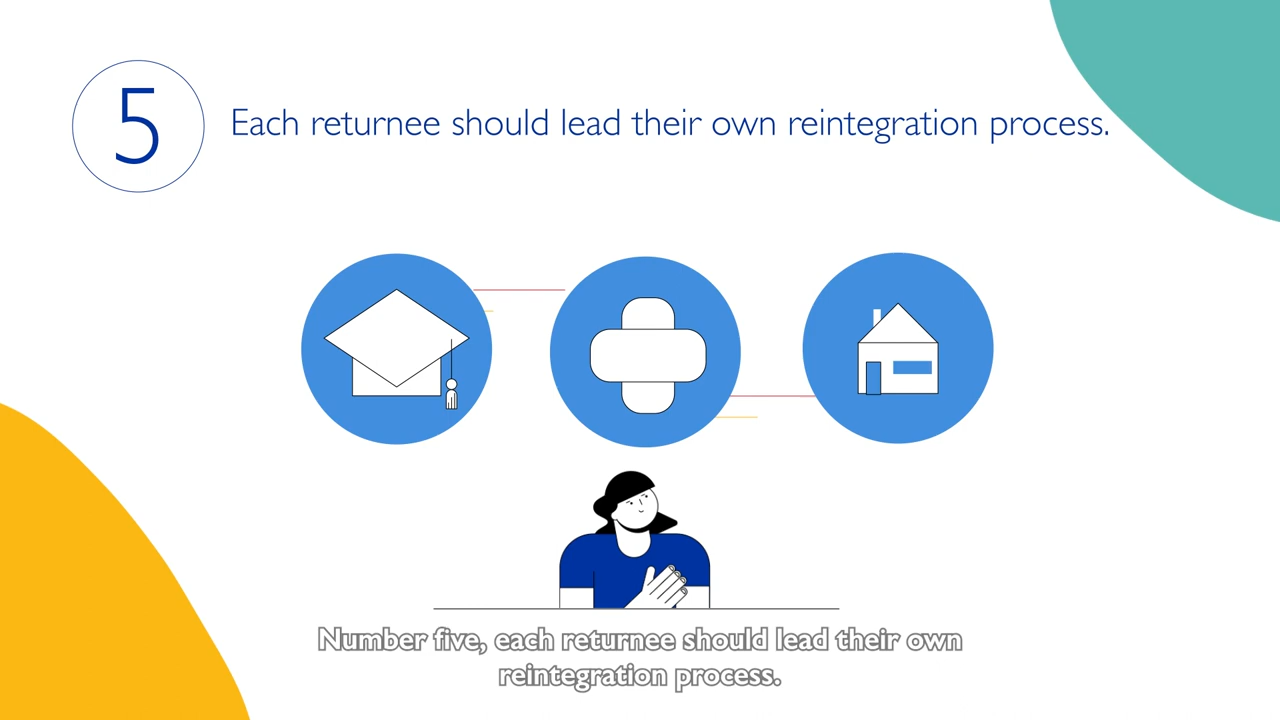 5
Each returnee should lead their own reintegration process.
Number five, each returnee should lead their own
reintegration process.